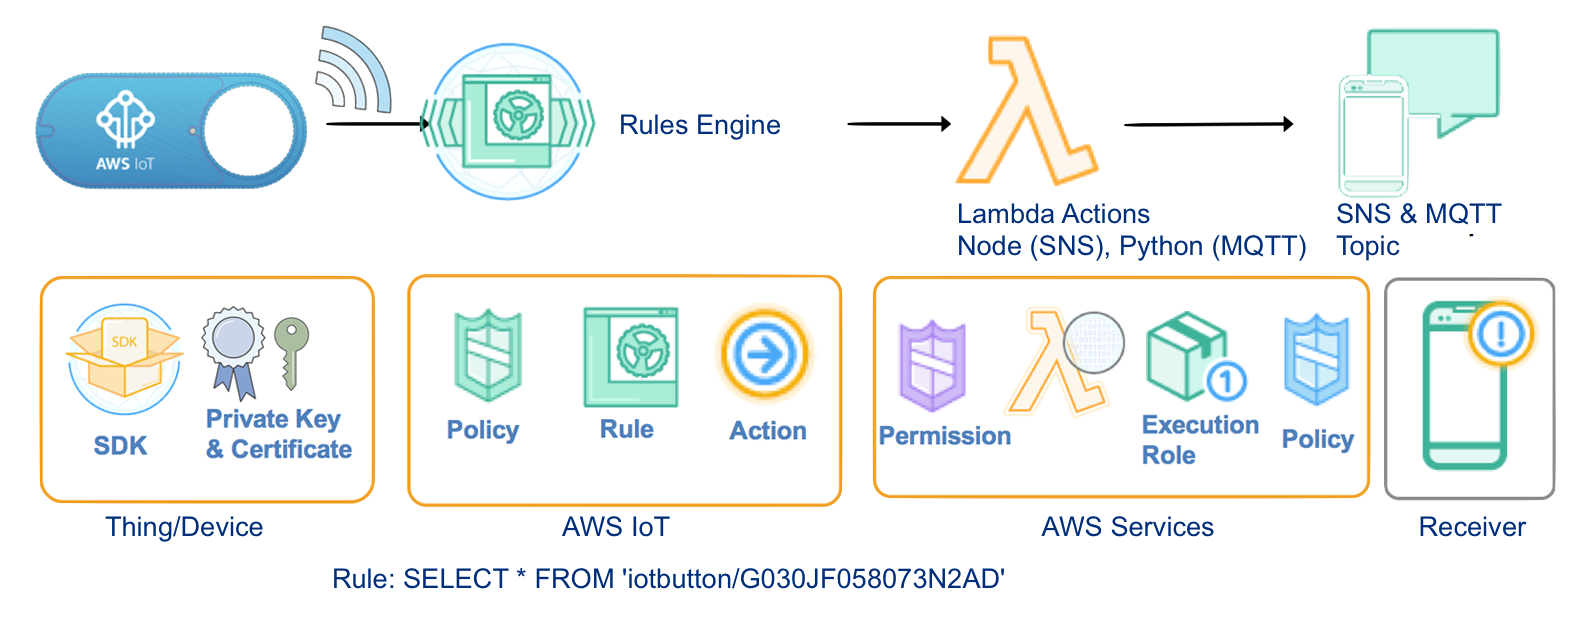 AWS IoT
Rules Engine
Lambda Actions
Node (SNS), Python (MQTT)
SNS & MQTT
Topic
SDK
SDK
Private Key
& Certificate
Policy
Rule
Action
Permission
1
Execution
Role
Policy
!
Thing/Device
AWS IoT
AWS Services
Receiver
Rule: SELECT * FROM 'iotbutton/G030JF058073N2AD'